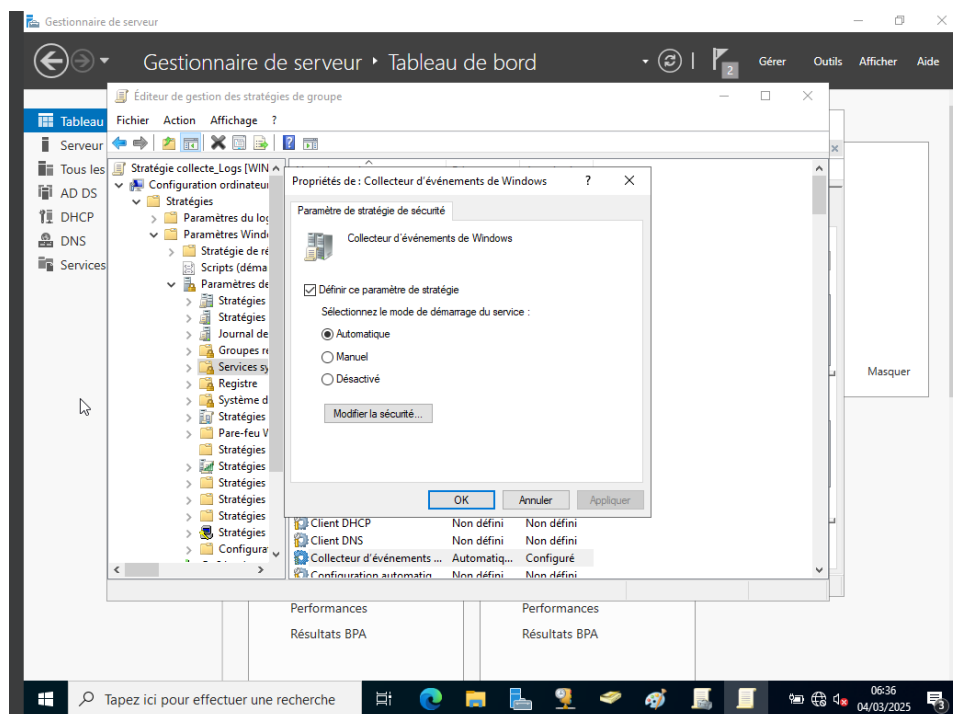 Gestionnaire de serveur
Gestionnaire de serveur • Tableau de bord
2
Gérer Outils Afficher Aide
Éditeur de gestion des stratégies de groupe
Fichier Action Affichage ?
Tableau
Serveur
Tous les
AD DS
DHCP
DNS
Services
Stratégie collecte_Logs [WIN
Configuration ordinateu
Stratégies
Paramètres du log
Paramètres Wind
Stratégie de ré
Scripts (déma
Paramètres de
Stratégies
Stratégies
Journal de
Groupes re
Services sy
Registre
Système d
Stratégies
Pare-feu W
Stratégies
Stratégies
Stratégies
Stratégies
Stratégies
Stratégies
Configura
Propriétés de : Collecteur d'événements de Windows ? X
Paramètre de stratégie de sécurité
Collecteur d'événements de Windows
Définir ce paramètre de stratégie
Sélectionnez le mode de démarrage du service :
Automatique
Manuel
Désactivé
Modifier la sécurité...
OK Annuler Appliquer
Client DHCP Non défini Non défini
Client DNS Non défini Non défini
Collecteur d'événements ... Automatiq... Configuré
Configuration automatiq Non défini Non défini
Masquer
Performances Performances
Résultats BPA Résultats BPA
Tapez ici pour effectuer une recherche
06:36
04/03/2025
3